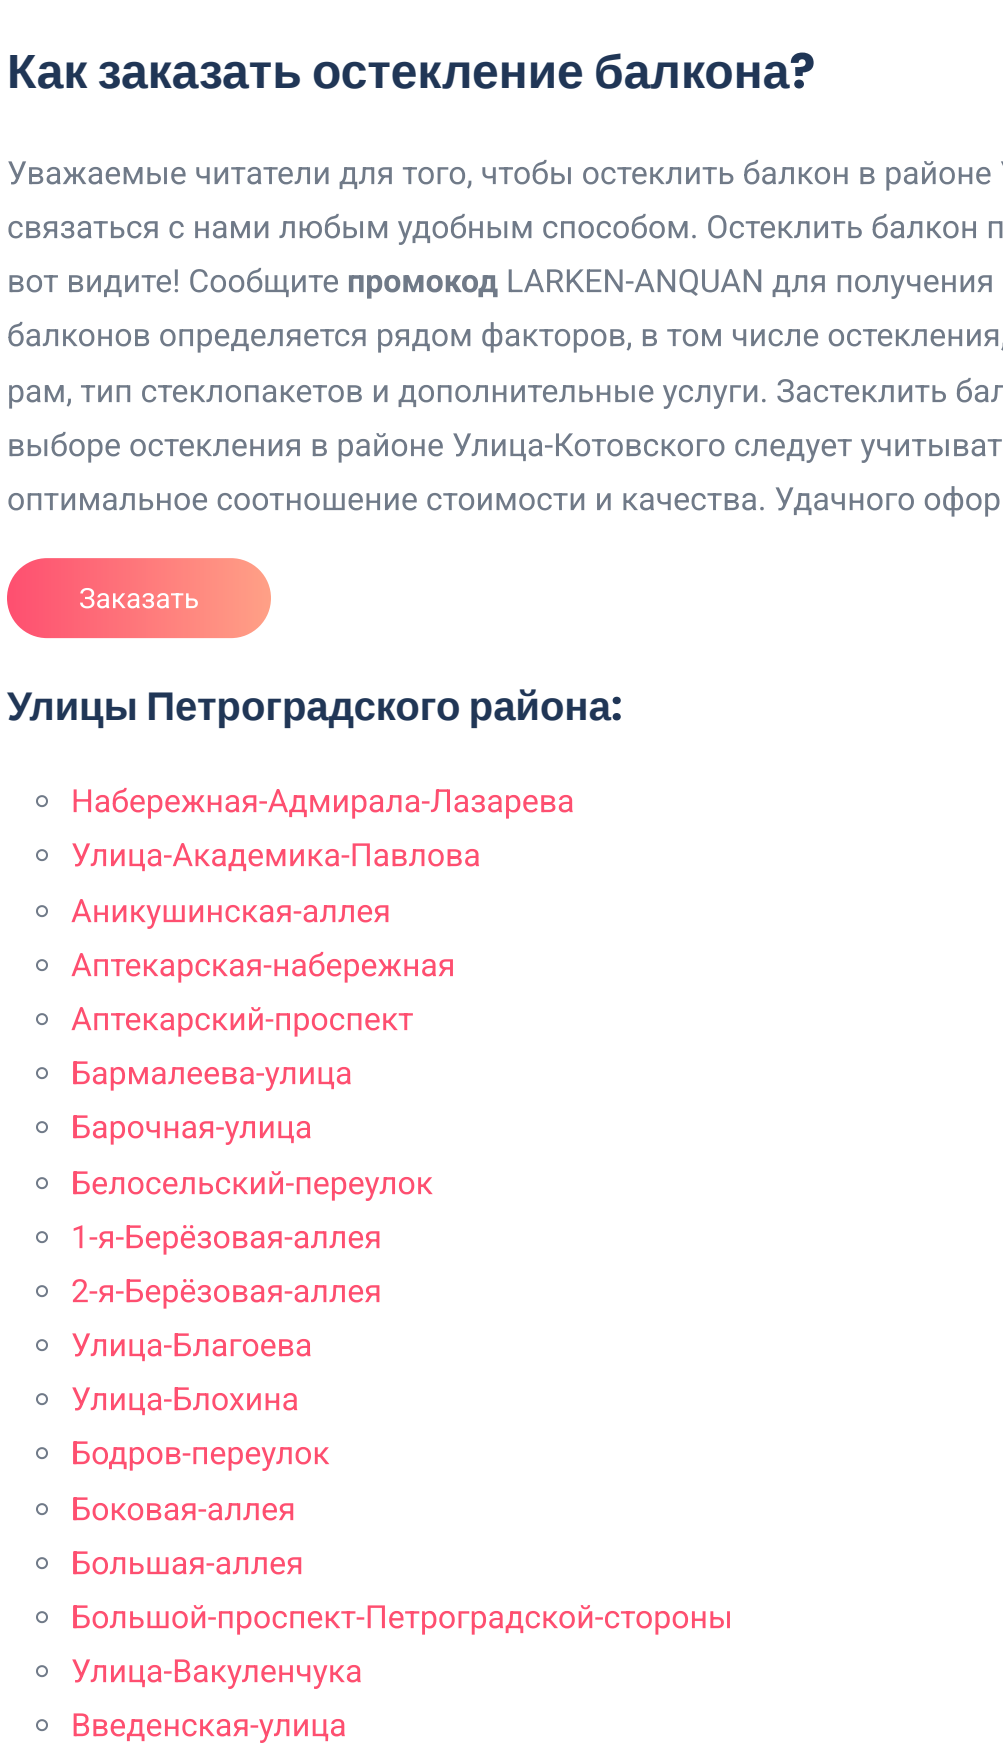 Как заказать остекление балкона?
Уважаемые читатели для того, чтобы остеклить балкон в районе
связаться с нами любым удобным способом. Остеклить балкон п
вот видите! Сообщите промокод LARKEN-ANQUAN для получения
балконов определяется рядом факторов, в том числе остекления,
рам, тип стеклопакетов и дополнительные услуги. Застеклить бал
выборе остекления в районе Улица-Котовского следует учитыват
оптимальное соотношение стоимости и качества. Удачного офор
Заказать
Улицы Петроградского района:
Набережная-Адмирала-Лазарева
Улица-Академика-Павлова
Аникушинская-аллея
Аптекарская-набережная
Аптекарский-проспект
Бармалеева-улица
Барочная-улица
Белосельский-переулок
1-я-Берёзовая-аллея
2-я-Берёзовая-аллея
Улица-Благоева
Улица-Блохина
Бодров-переулок
Боковая-аллея
Большая-аллея
Большой-проспект-Петроградской-стороны
Улица-Вакуленчука
Введенская-улица